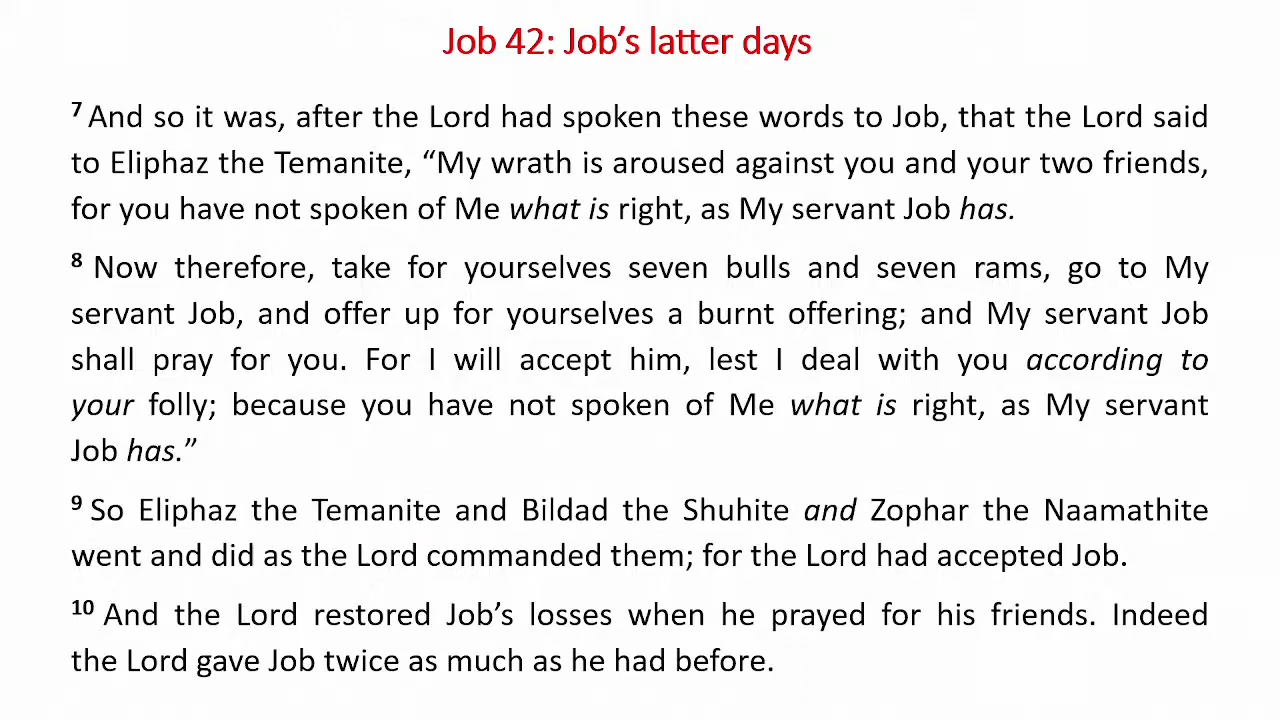 Job 42: Job’s latter days
7 And so it was, after the Lord had spoken these words to Job, that the Lord said
to Eliphaz the Temanite, “My wrath is aroused against you and your two friends,
for you have not spoken of Me what is right, as My servant Job has.
8 Now therefore, take for yourselves seven bulls and seven rams, go to My
servant Job, and offer up for yourselves a burnt offering; and My servant Job
shall pray for you. For I will accept him, lest I deal with you according to
your folly; because you have not spoken of Me what is right, as My servant
Job has.”
9 So Eliphaz the Temanite and Bildad the Shuhite and Zophar the Naamathite
went and did as the Lord commanded them; for the Lord had accepted Job.
10 And the Lord restored Job’s losses when he prayed for his friends. Indeed
the Lord gave Job twice as much as he had before.